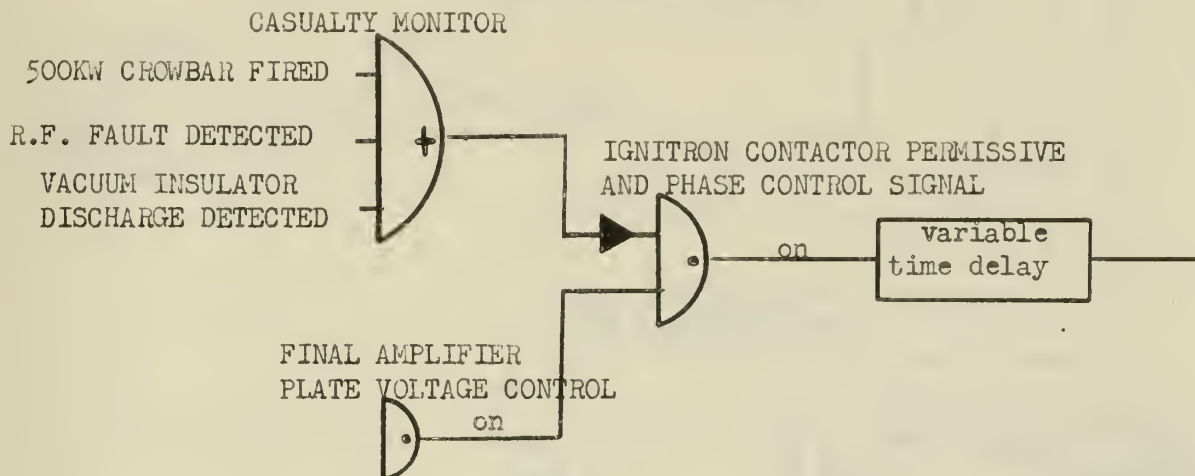 CASUALTY MONITOR
500KW CROWBAR FIRED
R.F. FAULT DETECTED
VACUUM INSULATOR
DISCHARGE DETECTED
+
IGNITRON CONTACTOR PERMISSIVE
AND PHASE CONTROL SIGNAL
on
variable
time delay
FINAL AMPLIFIER
PLATE VOLTAGE CONTROL
on